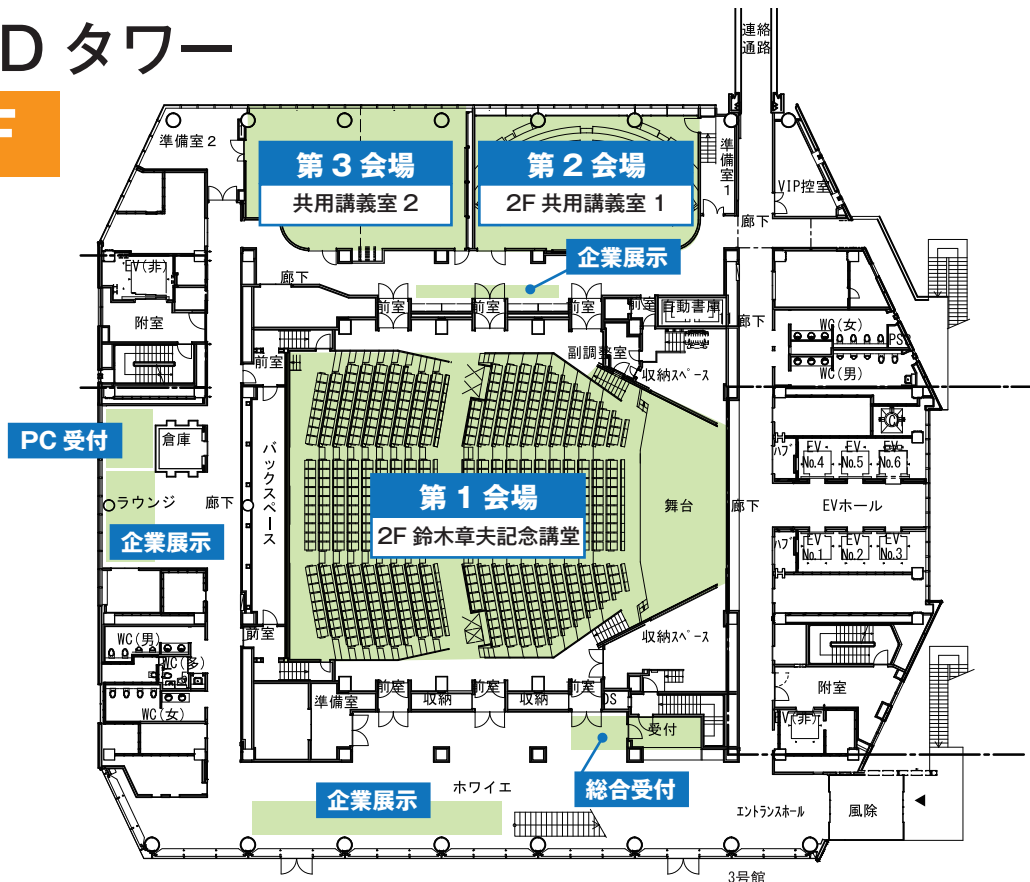 D タワー
F
連絡
通路
準備室2
第 3 会場
共用講義室 2
第 2 会場
2F 共用講義室 1
準備室1
VIP控室
廊下
企業展示
EV(非)
廊下
附室
前室
前室
前室
前室
自動書庫
廊下
WC(女)
PS
WC(男)
前室
副調整室
収納スペース
PC 受付
倉庫
バックスペース
ハブ
EV
No.4
EV
No.5
EV
No.6
ラウンジ
廊下
第 1 会場
2F 鈴木章夫記念講堂
舞台
廊下
EVホール
企業展示
ハブ
EV
No.1
EV
No.2
EV
No.3
WC(男)
WC(多)
WC(女)
前室
収納スペース
準備室
前室
収納
前室
収納
前室
DS
受付
附室
EV(非)
総合受付
企業展示
ホワイエ
エントランスホール
風除
3号館